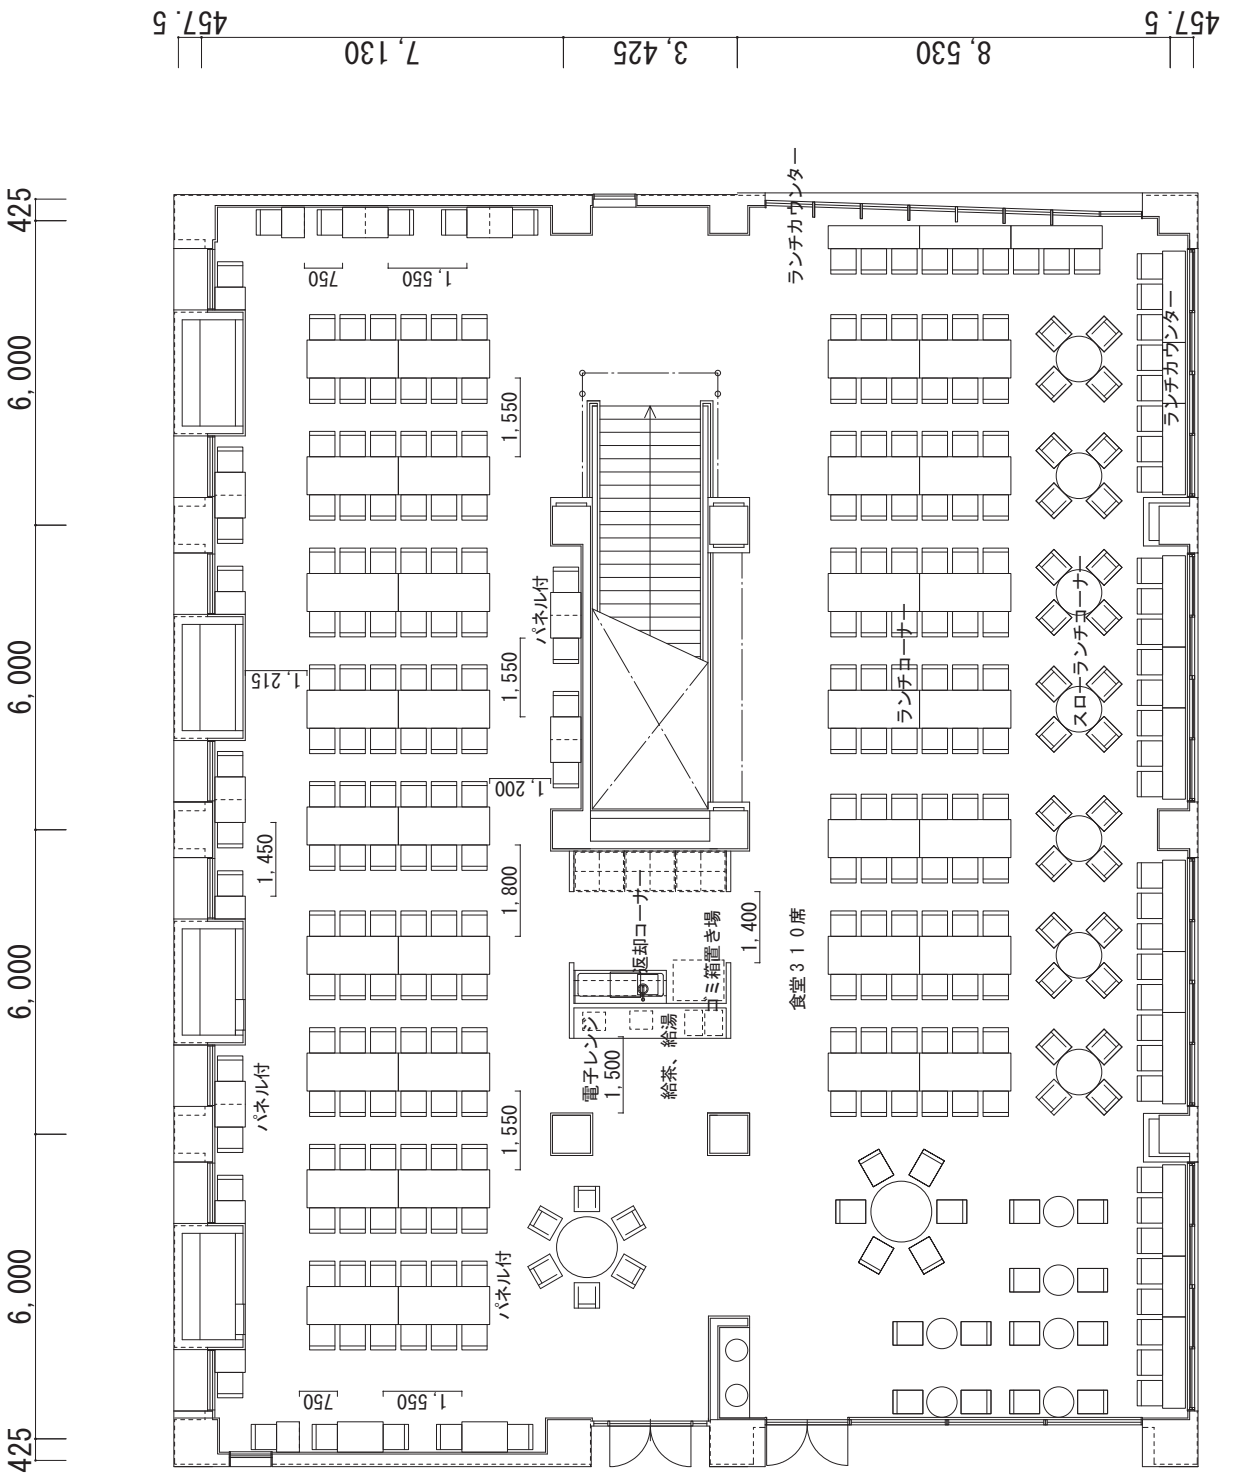 457.5
7,130
3,425
8,530
457.5
425
6,000
6,000
6,000
6,000
425
ランチカウンター
750
1,550
ランチカウンター
1,550
パネル付
1,550
1,215
ランチコーナー
スローランチコーナー
1,200
1,450
1,800
返却コーナー
ゴミ箱置き場
1,400
食堂310席
電子レンジ
1,500
給茶、給湯
パネル付
1,550
パネル付
750
1,550